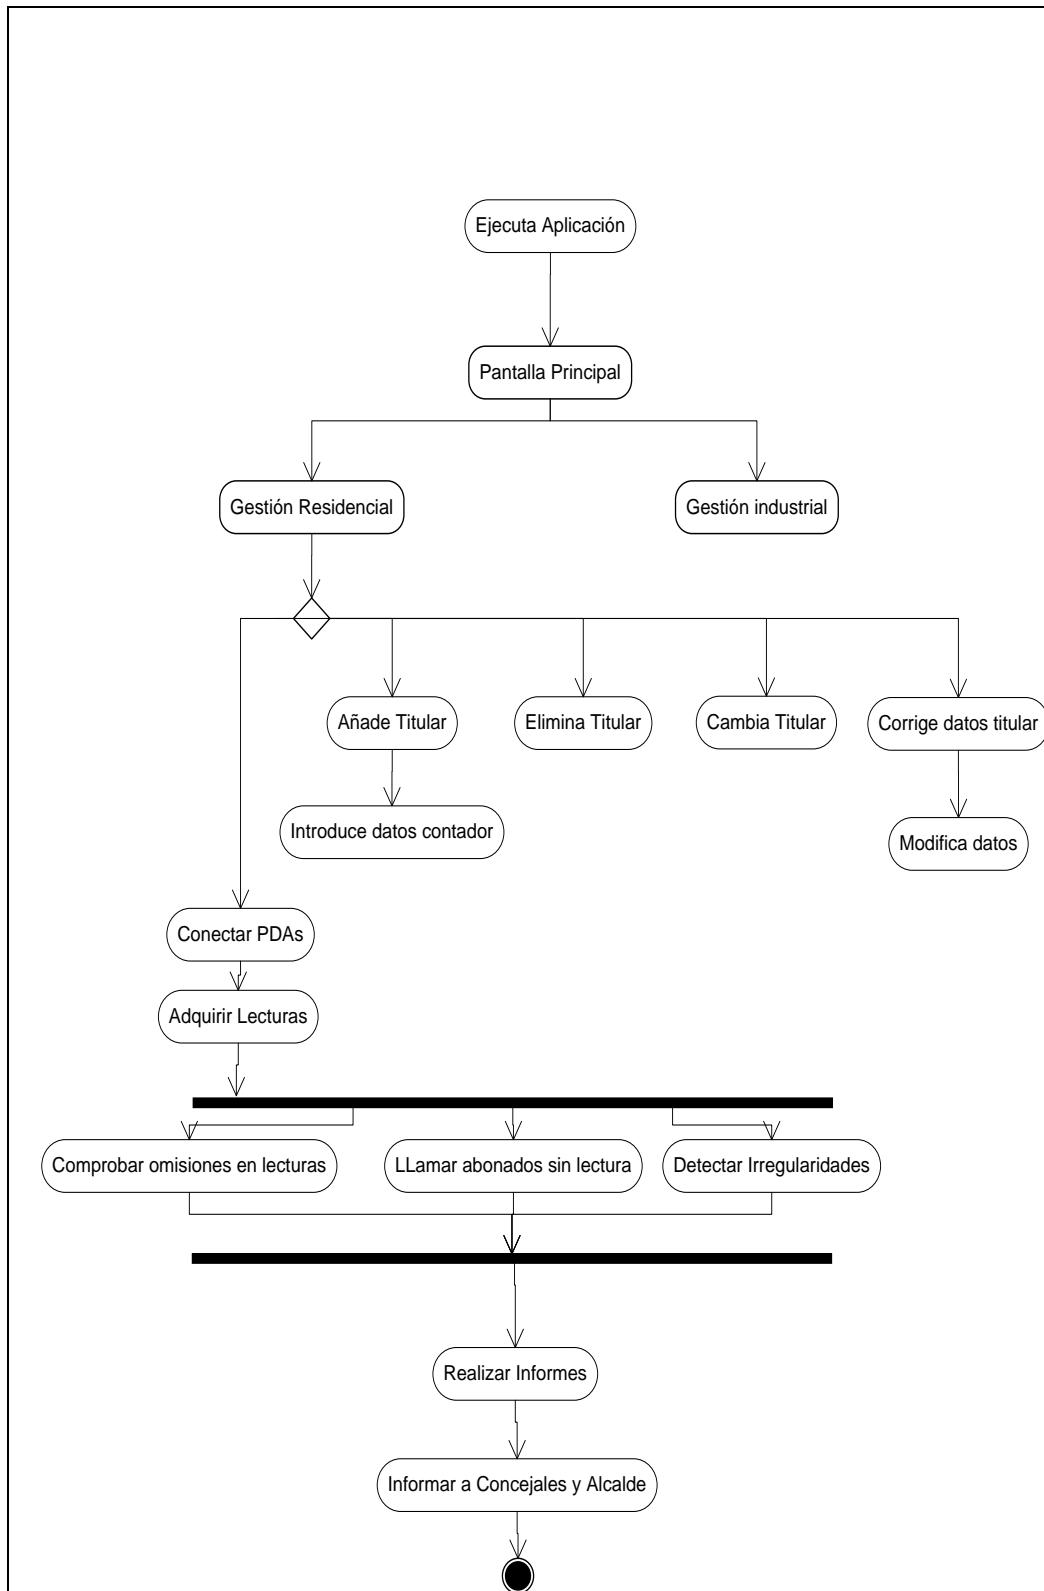 Ejecuta Aplicación
Pantalla Principal
Gestión Residencial
Gestión industrial
Añade Titular
Elimina Titular
Cambia Titular
Corrige datos titular
Introduce datos contador
Modifica datos
Conectar PDAs
Adquirir Lecturas
Comprobar omisiones en lecturas
LLamar abonados sin lectura
Detectar Irregularidades
Realizar Informes
Informar a Concejales y Alcalde